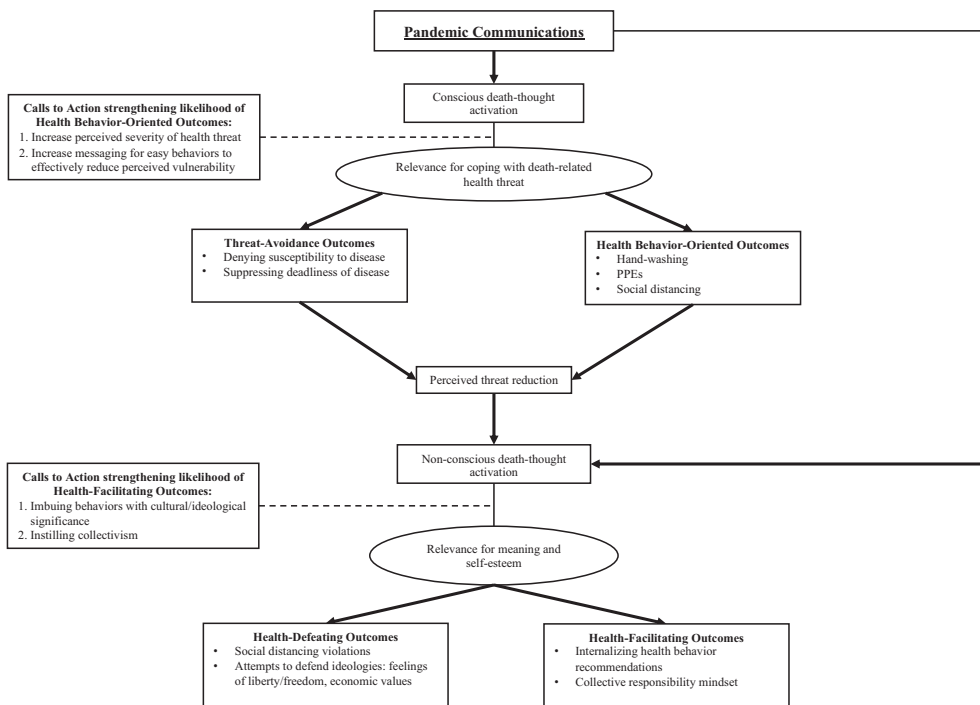 Pandemic Communications
Conscious death-thought
activation
Calls to Action strengthening likelihood of
Health Behavior-Oriented Outcomes:
1. Increase perceived severity of health threat
2. Increase messaging for easy behaviors to
effectively reduce perceived vulnerability
Relevance for coping with death-related
health threat
Threat-Avoidance Outcomes
• Denying susceptibility to disease
• Suppressing deadliness of disease
Health Behavior-Oriented Outcomes
• Hand-washing
• PPEs
• Social distancing
Perceived threat reduction
Non-conscious death-thought
activation
Calls to Action strengthening likelihood of
Health-Facilitating Outcomes:
1. Imbuing behaviors with cultural/ideological
significance
2. Instilling collectivism
Relevance for meaning and
self-esteem
Health-Defeating Outcomes
• Social distancing violations
• Attempts to defend ideologies: feelings
of liberty/freedom, economic values
Health-Facilitating Outcomes
• Internalizing health behavior
recommendations
• Collective responsibility mindset